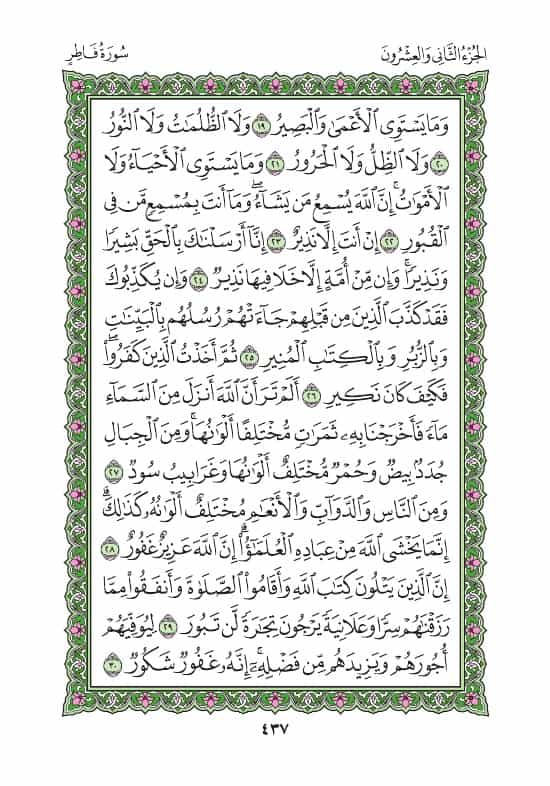 الجُزْءُ الثَّانِي وَالعِشْرُونَ
سُورَةُ فَاطِرٍ
وَمَا يَسْتَوِى ٱلْأَعْمَىٰ وَٱلْبَصِيرُ ١٩ وَلَا ٱلظُّلُمَٰتُ وَلَا ٱلنُّورُ
٢٠ وَلَا ٱلظِّلُّ وَلَا ٱلْحَرُورُ ٢١ وَمَا يَسْتَوِى ٱلْأَحْيَآءُ وَلَا
ٱلْأَمْوَٰتُ ۚ إِنَّ ٱللَّهَ يُسْمِعُ مَن يَشَآءُ ۖ وَمَآ أَنتَ بِمُسْمِعٍ مَّن فِى
ٱلْقُبُورِ ٢٢ إِنْ أَنتَ إِلَّا نَذِيرٌ ٢٣ إِنَّآ أَرْسَلْنَٰكَ بِٱلْحَقِّ بَشِيرًا
وَنَذِيرًا ۚ وَإِن مِّنْ أُمَّةٍ إِلَّا خَلَا فِيهَا نَذِيرٌ ٢٤ وَإِن يُكَذِّبُوكَ
فَقَدْ كَذَّبَ ٱلَّذِينَ مِن قَبْلِهِمْ جَآءَتْهُمْ رُسُلُهُم بِٱلْبَيِّنَٰتِ
وَبِٱلزُّبُرِ وَبِٱلْكِتَٰبِ ٱلْمُنِيرِ ٢٥ ثُمَّ أَخَذْتُ ٱلَّذِينَ كَفَرُوا۟ ۖ
فَكَيْفَ كَانَ نَكِيرِ ٢٦ أَلَمْ تَرَ أَنَّ ٱللَّهَ أَنزَلَ مِنَ ٱلسَّمَآءِ
مَآءً فَأَخْرَجْنَا بِهِۦ ثَمَرَٰتٍ مُّخْتَلِفًا أَلْوَٰنُهَا ۚ وَمِنَ ٱلْجِبَالِ
جُدَدٌۢ بِيضٌ وَحُمْرٌ مُّخْتَلِفٌ أَلْوَٰنُهَا وَغَرَابِيبُ سُودٌ ٢٧
وَمِنَ ٱلنَّاسِ وَٱلدَّوَآبِّ وَٱلْأَنْعَٰمِ مُخْتَلِفٌ أَلْوَٰنُهُۥ كَذَٰلِكَ ۗ
إِنَّمَا يَخْشَى ٱللَّهَ مِنْ عِبَادِهِ ٱلْعُلَمَٰٓؤُا۟ ۗ إِنَّ ٱللَّهَ عَزِيزٌ غَفُورٌ ٢٨
إِنَّ ٱلَّذِينَ يَتْلُونَ كِتَٰبَ ٱللَّهِ وَأَقَامُوا۟ ٱلصَّلَوٰةَ وَأَنفَقُوا۟ مِمَّا
رَزَقْنَٰهُمْ سِرًّا وَعَلَانِيَةً يَرْجُونَ تِجَٰرَةً لَّن تَبُورَ ٢٩ لِيُوَفِّيَهُمْ
أُجُورَهُمْ وَيَزِيدَهُم مِّن فَضْلِهِۦٓ ۚ إِنَّهُۥ غَفُورٌ شَكُورٌ ٣٠
٤٣٧